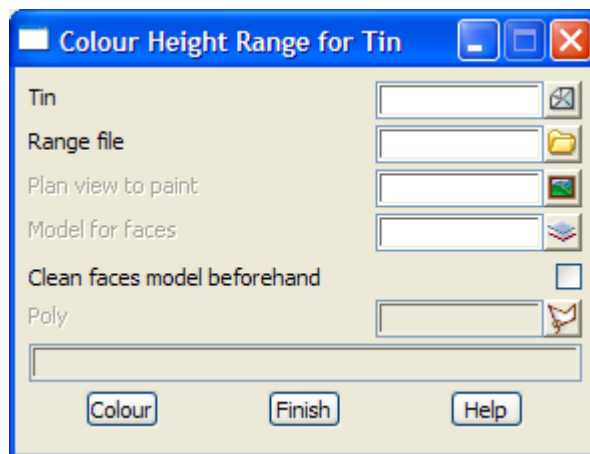 Colour Height Range for Tin
Tin
Range file
Plan view to paint
Model for faces
Clean faces model beforehand
Poly
Colour Finish Help